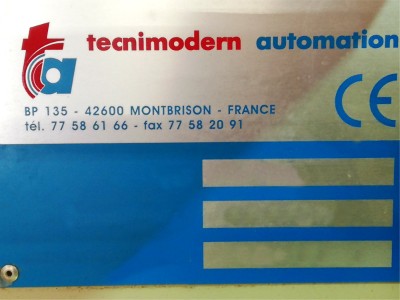 ta tecnimodern automation
BP 135 - 42600 MONTBRISON - FRANCE
tél. 77 58 61 66 - fax 77 58 20 91
CE